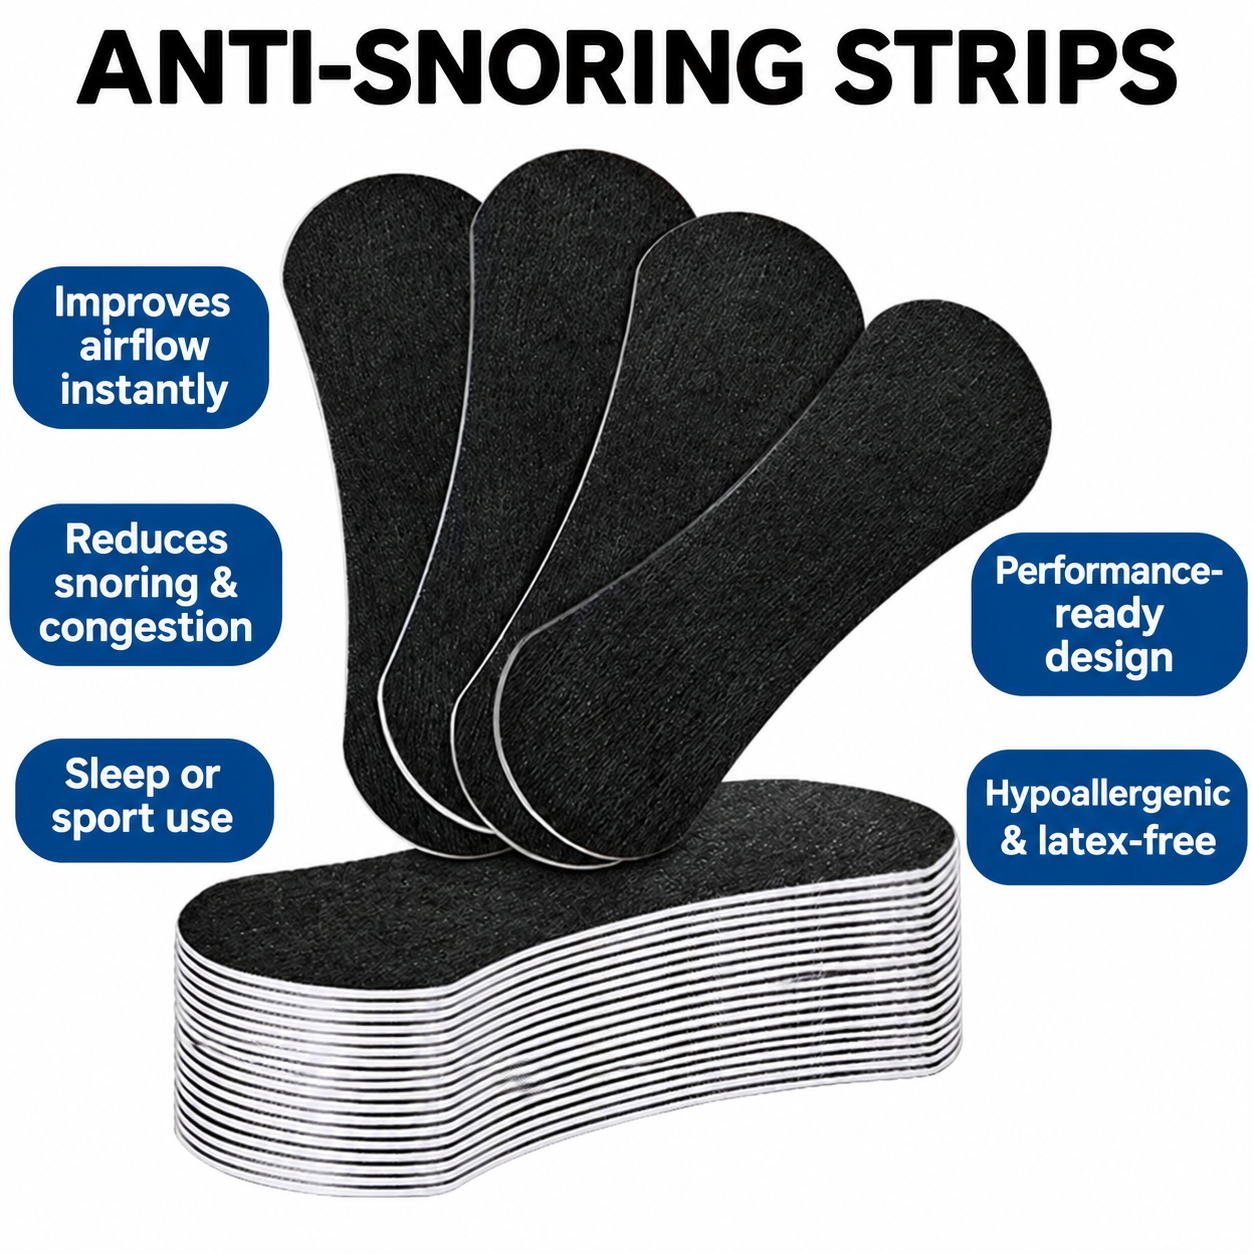 ANTI-SNORING STRIPS
Improves
airflow
instantly
Reduces
snoring &
congestion
Sleep or
sport use
Performance-
ready
design
Hypoallergenic
& latex-free